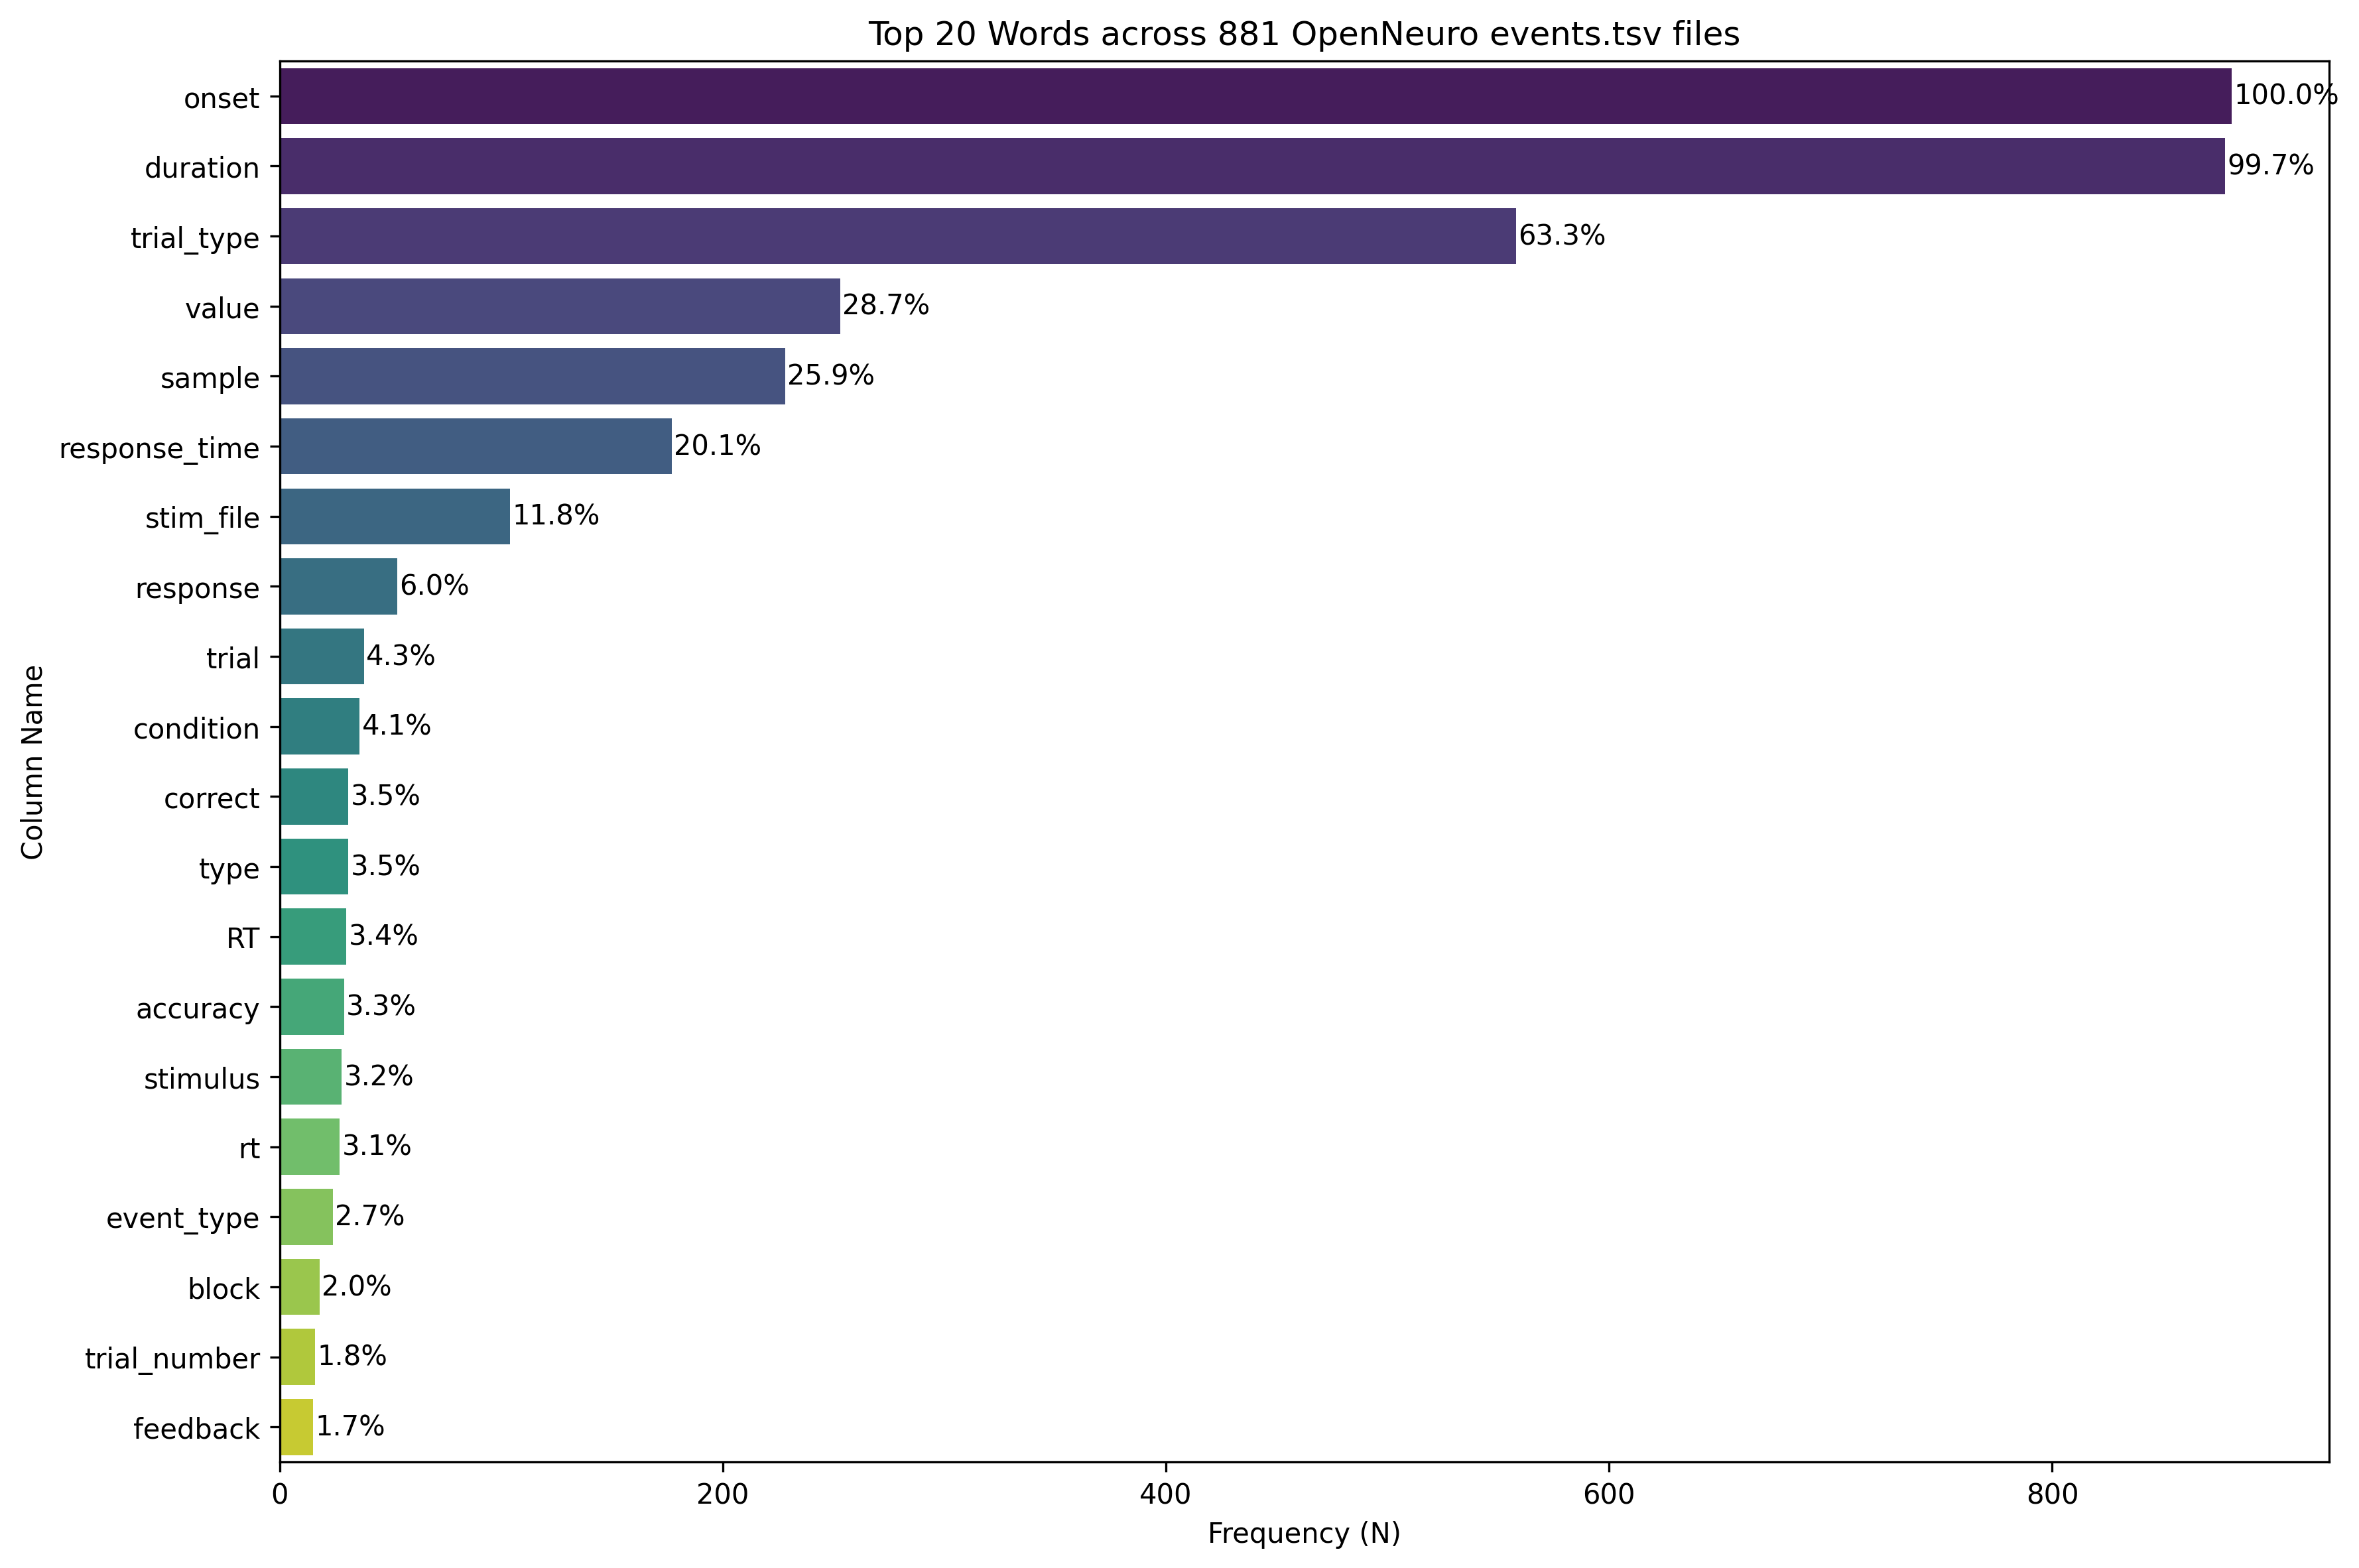 Top 20 Words across 881 OpenNeuro events.tsv files
onset 100.0%
duration 99.7%
trial_type 63.3%
value 28.7%
sample 25.9%
response_time 20.1%
stim_file 11.8%
response 6.0%
trial 4.3%
condition 4.1%
correct 3.5%
type 3.5%
RT 3.4%
accuracy 3.3%
stimulus 3.2%
rt 3.1%
event_type 2.7%
block 2.0%
trial_number 1.8%
feedback 1.7%
Column Name
0 200 400 600 800
Frequency (N)